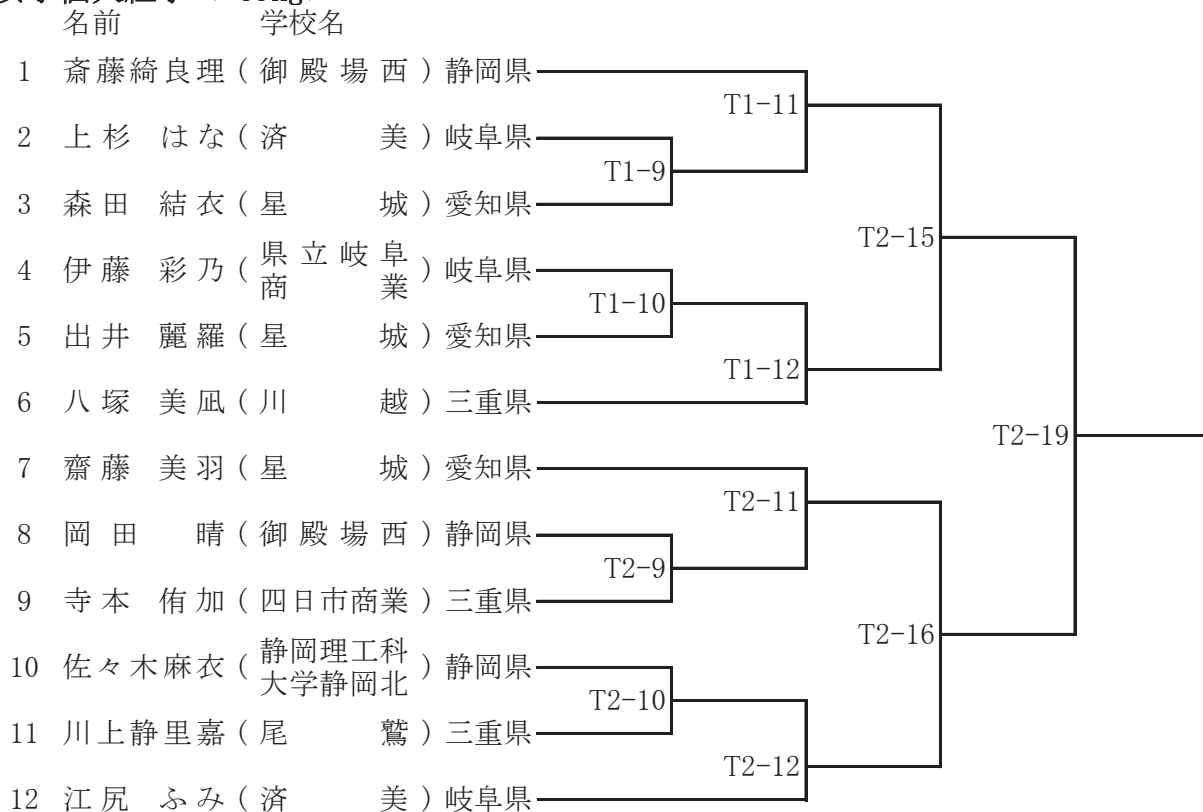 名前 学校名
1 斎藤綺良理(御殿場西)静岡県
T1-11
2 上杉 はな(済 美)岐阜県
T1-9
3 森田 結衣(星 城)愛知県
T2-15
4 伊藤 彩乃(県立岐阜商業)岐阜県
T1-10
5 出井 麗羅(星 城)愛知県
T1-12
6 八塚 美凪(川 越)三重県
T2-19
7 齋藤 美羽(星 城)愛知県
T2-11
8 岡田 晴(御殿場西)静岡県
T2-9
9 寺本 侑加(四日市商業)三重県
T2-16
10 佐々木麻衣(静岡理工科大学静岡北)静岡県
T2-10
11 川上静里嘉(尾 鷲)三重県
T2-12
12 江尻 ふみ(済 美)岐阜県